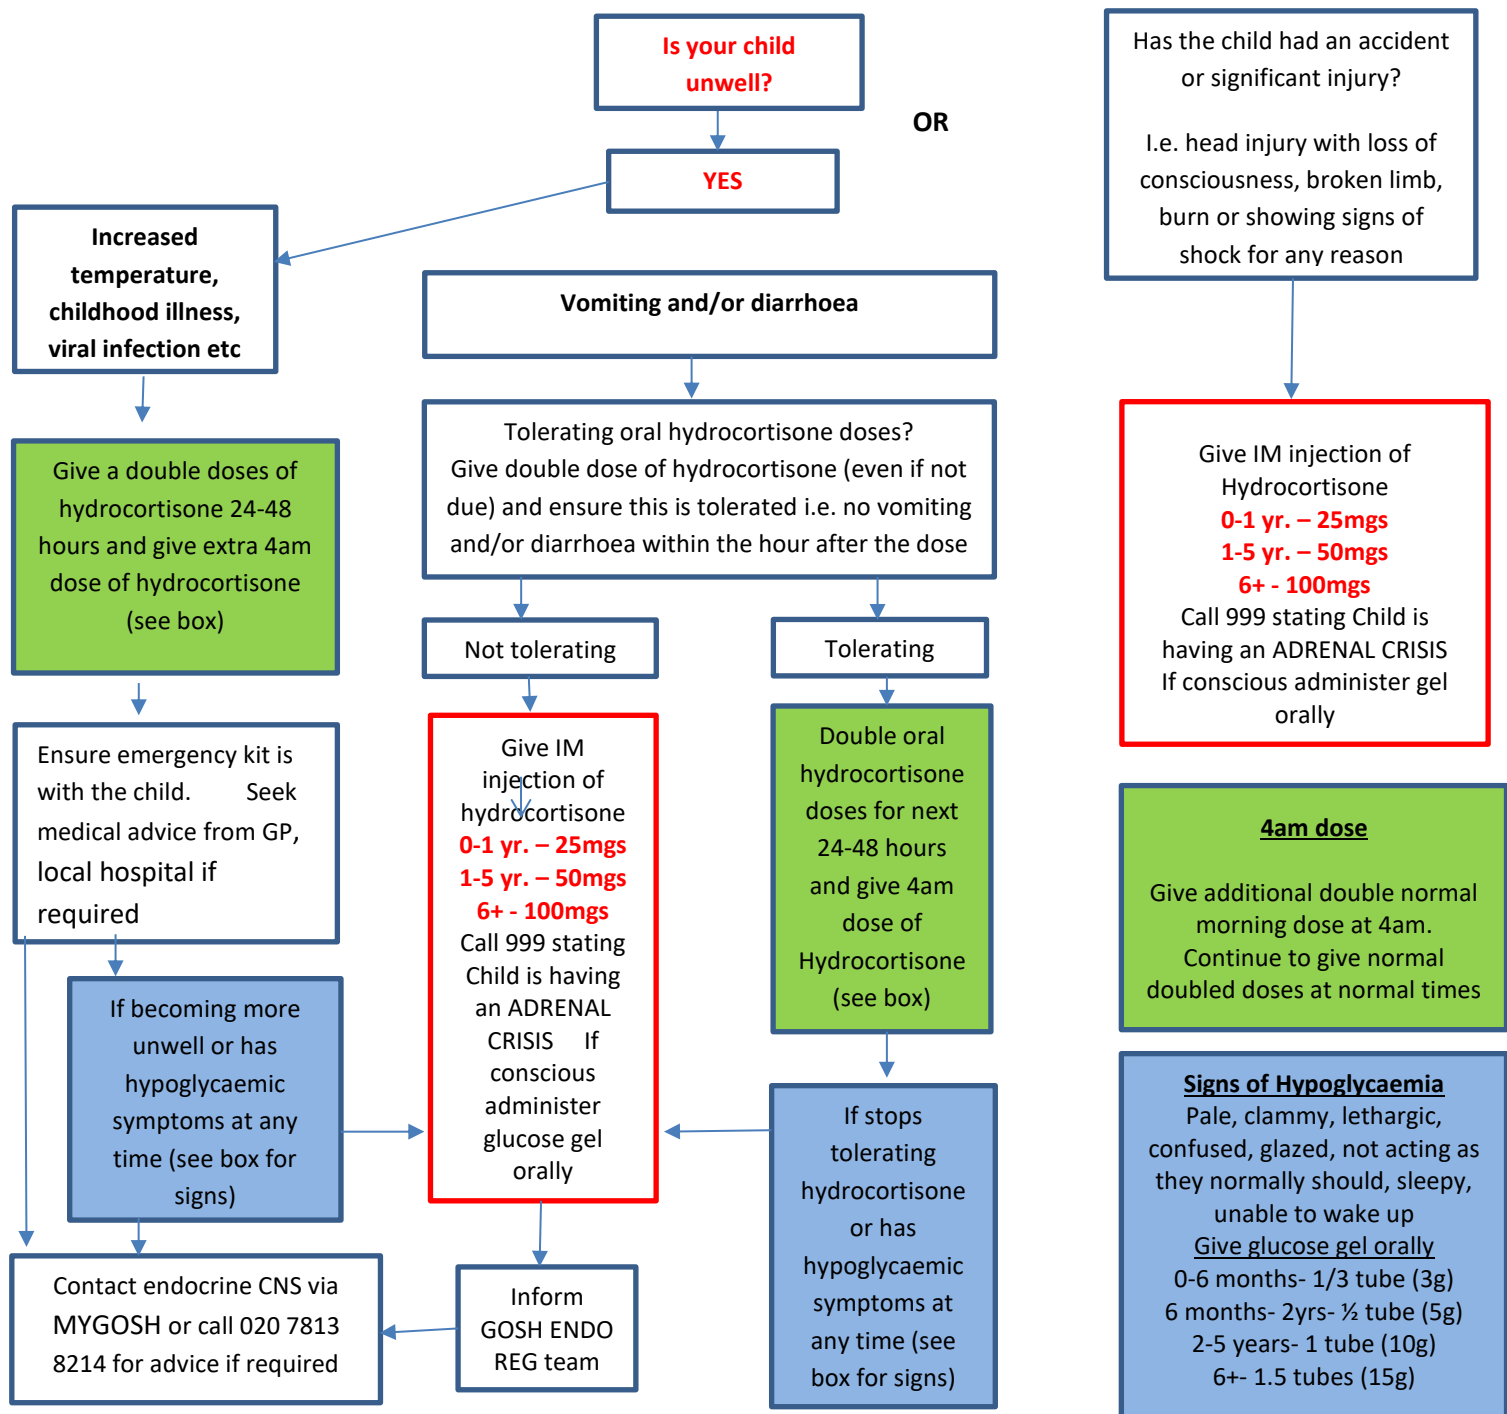 Is your child
unwell?
OR
YES
Increased
temperature,
childhood illness,
viral infection etc
Give a double doses of
hydrocortisone 24-48
hours and give extra 4am
dose of hydrocortisone
(see box)
Ensure emergency kit is
with the child. Seek
medical advice from GP,
local hospital if
required
If becoming more
unwell or has
hypoglycaemic
symptoms at any
time (see box for
signs)
Contact endocrine CNS via
MYGOSH or call 020 7813
8214 for advice if required
Vomiting and/or diarrhoea
Tolerating oral hydrocortisone doses?
Give double dose of hydrocortisone (even if not
due) and ensure this is tolerated i.e. no vomiting
and/or diarrhoea within the hour after the dose
Not tolerating
Give IM
injection of
hydrocortisone
0-1 yr. – 25mgs
1-5 yr. – 50mgs
6+ - 100mgs
Call 999 stating
Child is having
an ADRENAL
CRISIS If
conscious
administer
glucose gel
orally
Inform
GOSH ENDO
REG team
Tolerating
Double oral
hydrocortisone
doses for next
24-48 hours
and give 4am
dose of
Hydrocortisone
(see box)
If stops
tolerating
hydrocortisone
or has
hypoglycaemic
symptoms at
any time (see
box for signs)
Has the child had an accident
or significant injury?
I.e. head injury with loss of
consciousness, broken limb,
burn or showing signs of
shock for any reason
Give IM injection of
Hydrocortisone
0-1 yr. – 25mgs
1-5 yr. – 50mgs
6+ - 100mgs
Call 999 stating Child is
having an ADRENAL CRISIS
If conscious administer gel
orally
4am dose
Give additional double normal
morning dose at 4am.
Continue to give normal
doubled doses at normal times
Signs of Hypoglycaemia
Pale, clammy, lethargic,
confused, glazed, not acting as
they normally should, sleepy,
unable to wake up
Give glucose gel orally
0-6 months- 1/3 tube (3g)
6 months- 2yrs- ½ tube (5g)
2-5 years- 1 tube (10g)
6+- 1.5 tubes (15g)